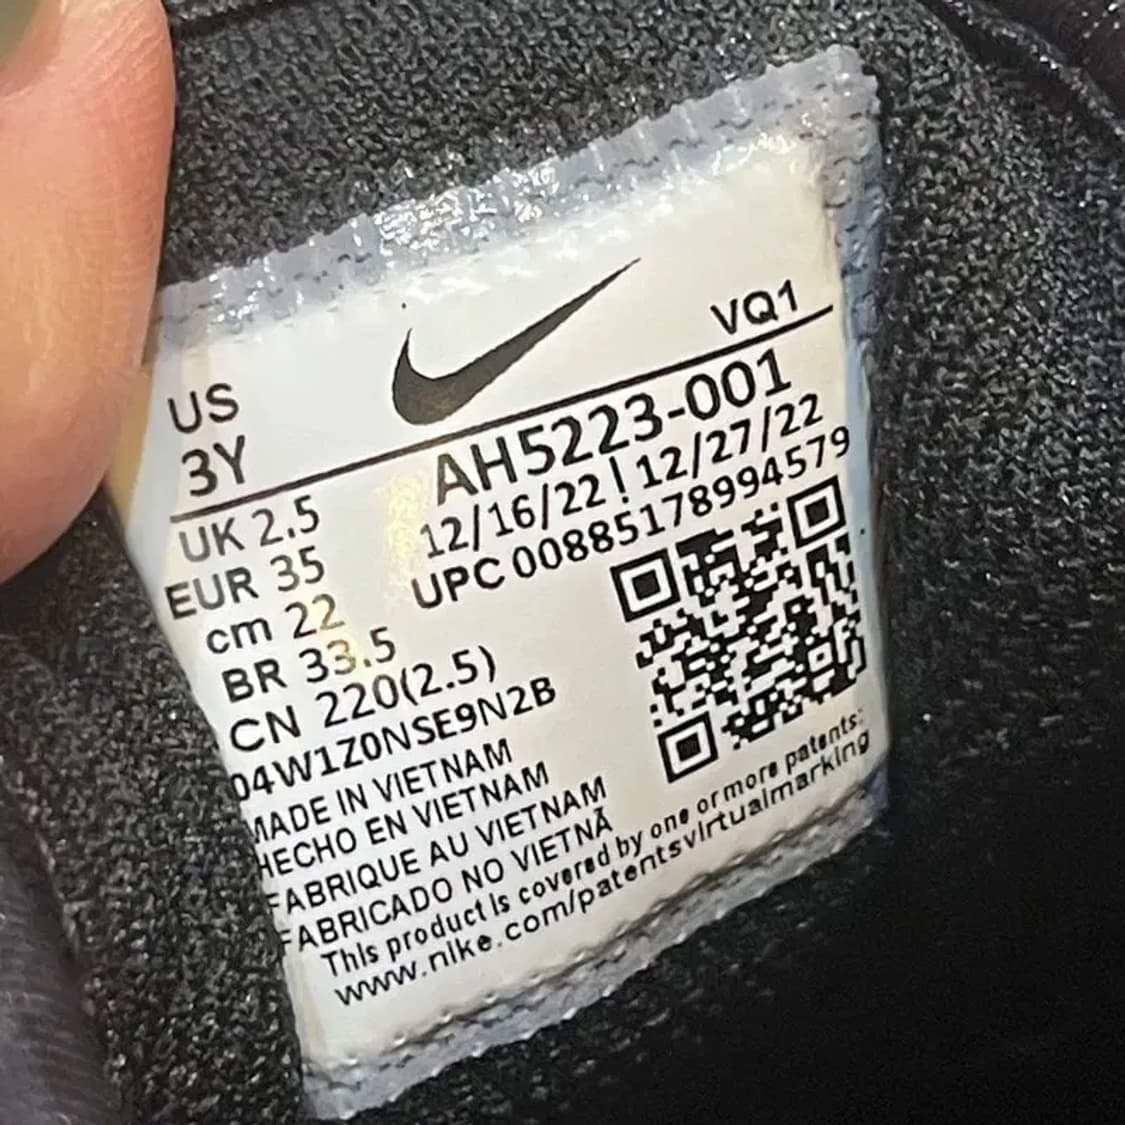 VQ1
US
3Y
AH5223-001
12/16/22 | 12/27/22
UPC 00885178994579
UK 2.5
EUR 35
cm 22
BR 33.5
CN 220(2.5)
04W1Z0NSE9N2B
MADE IN VIETNAM
HECHO EN VIETNAM
FABRIQUE AU VIETNAM
FABRICADO NO VIETNÃ
This product is covered by one or more patents:
www.nike.com/patentsvirtualmarking